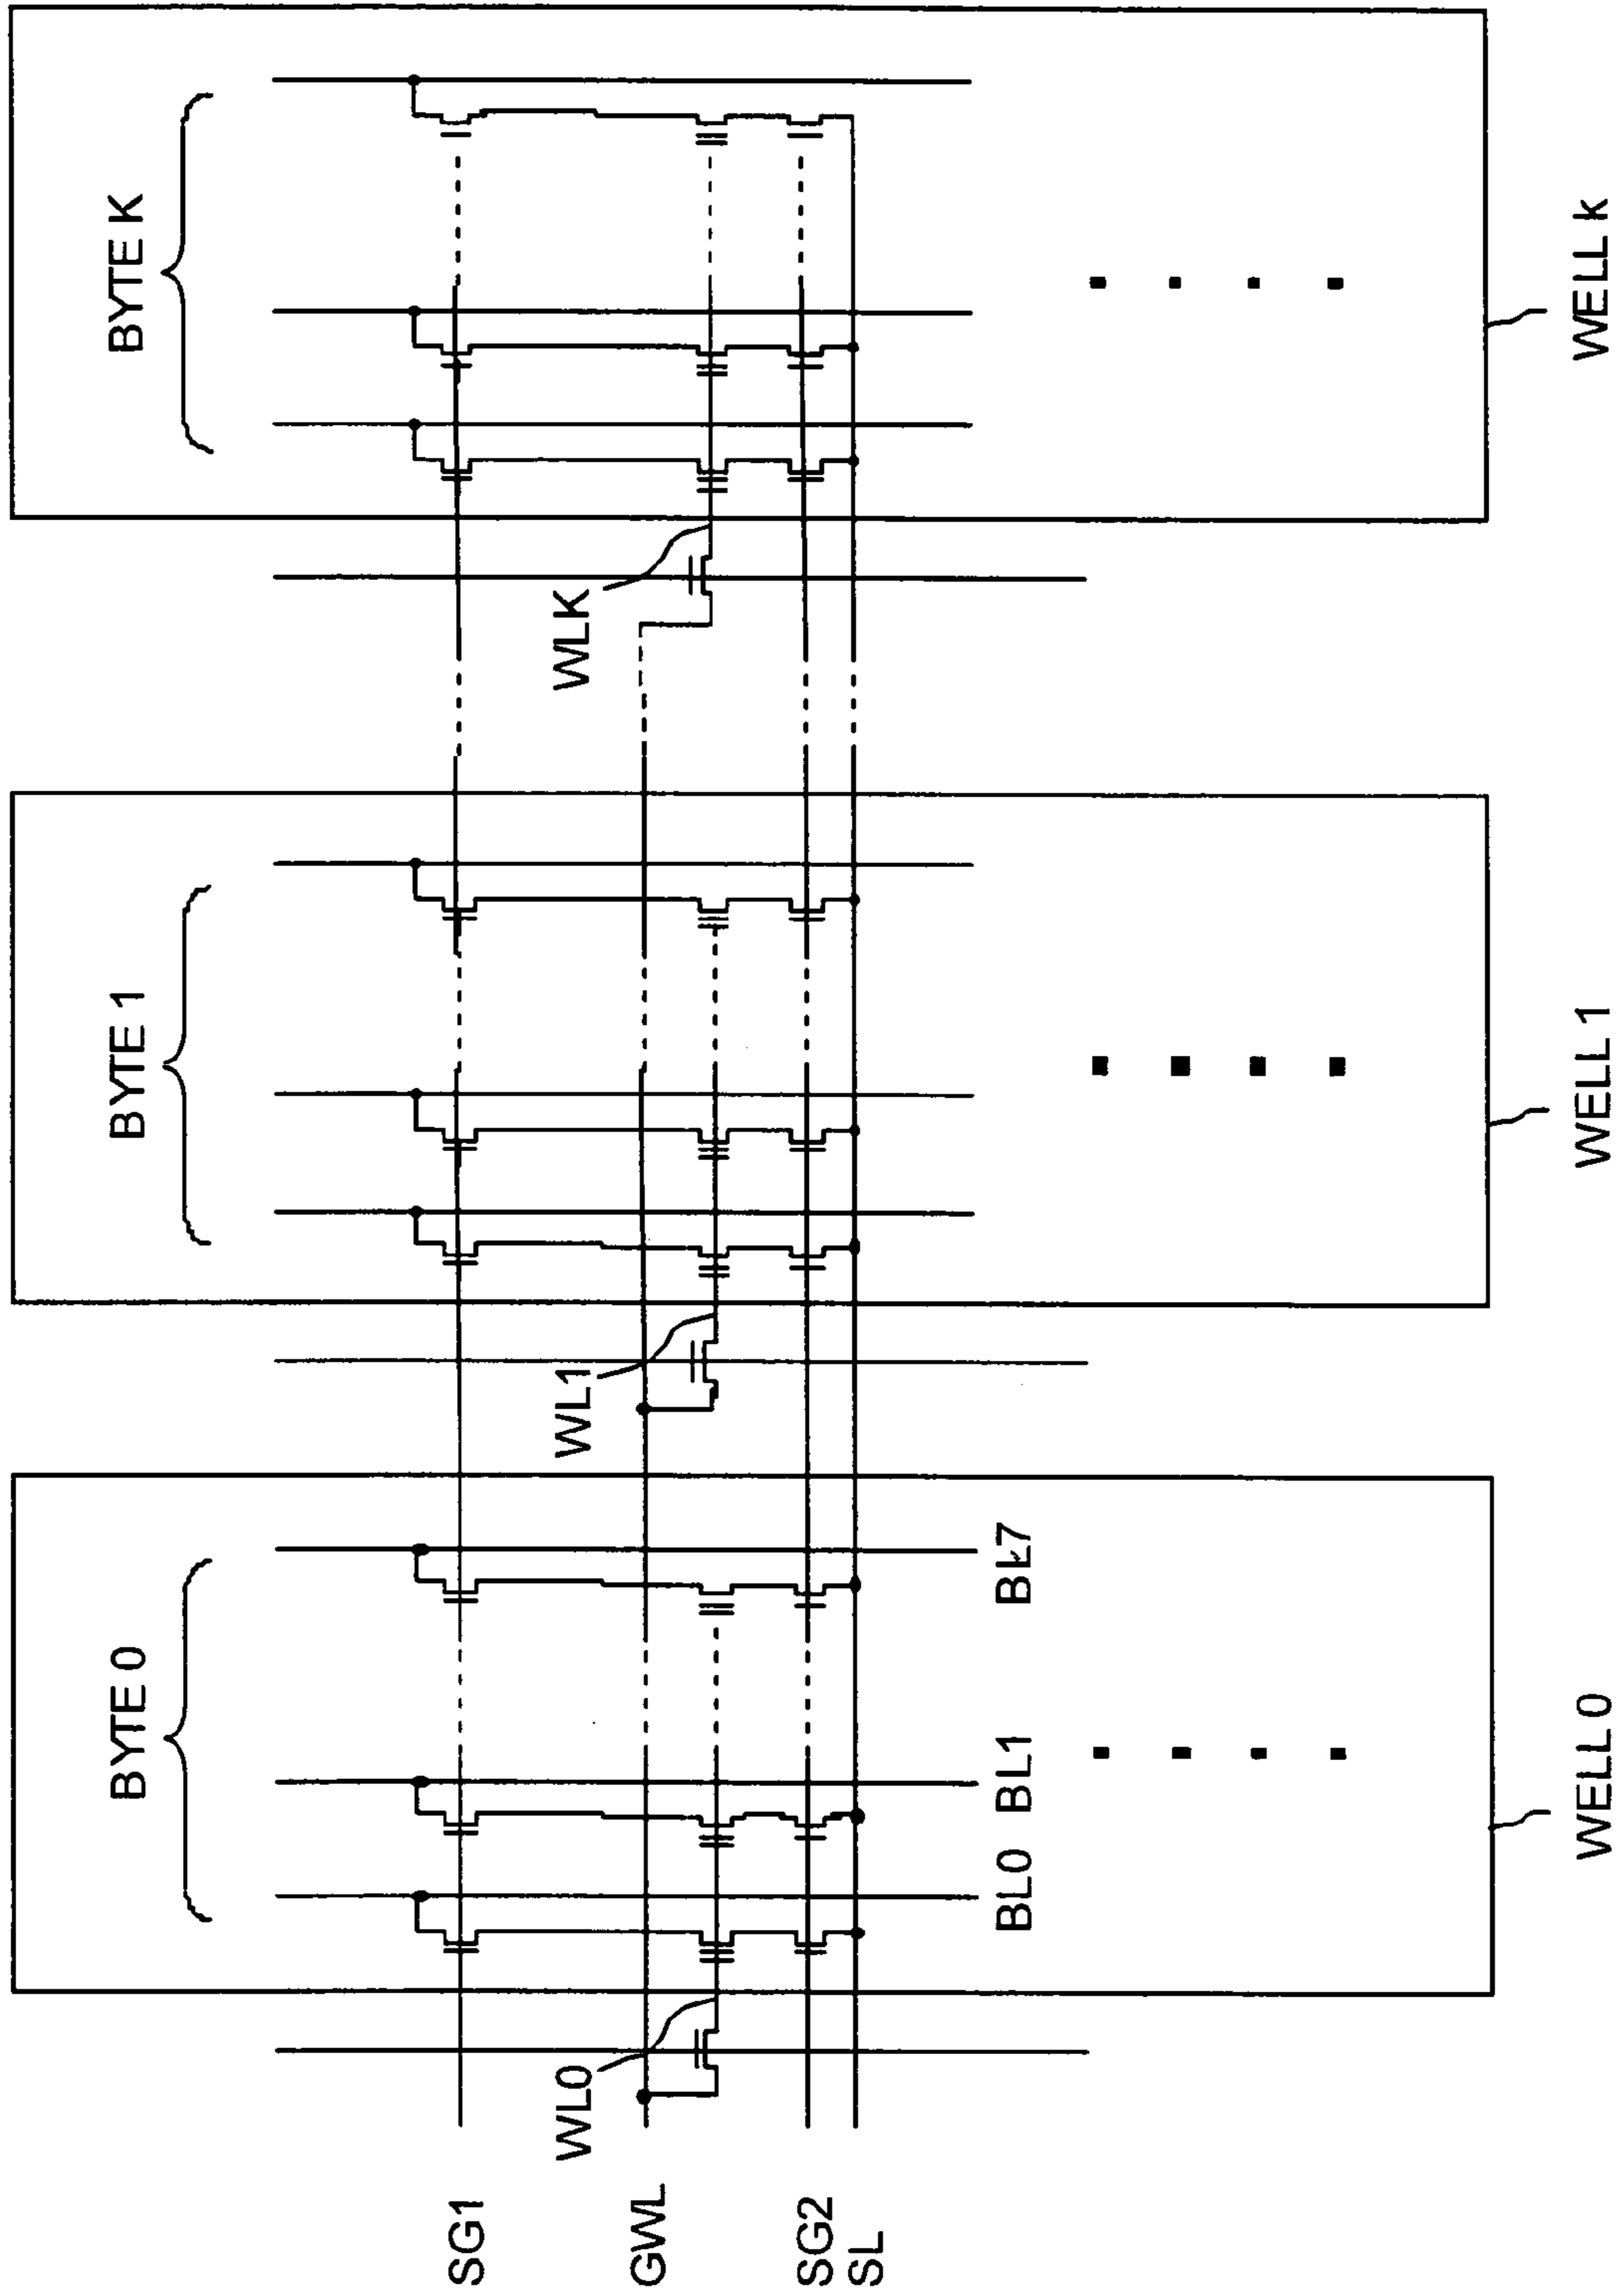 BYTE 0
BYTE 1
BYTE K
SG1
WL0
WL1
WLK
GWL
SG2
SL
BL0
BL1
BL7
WELL 0
WELL 1
WELL k